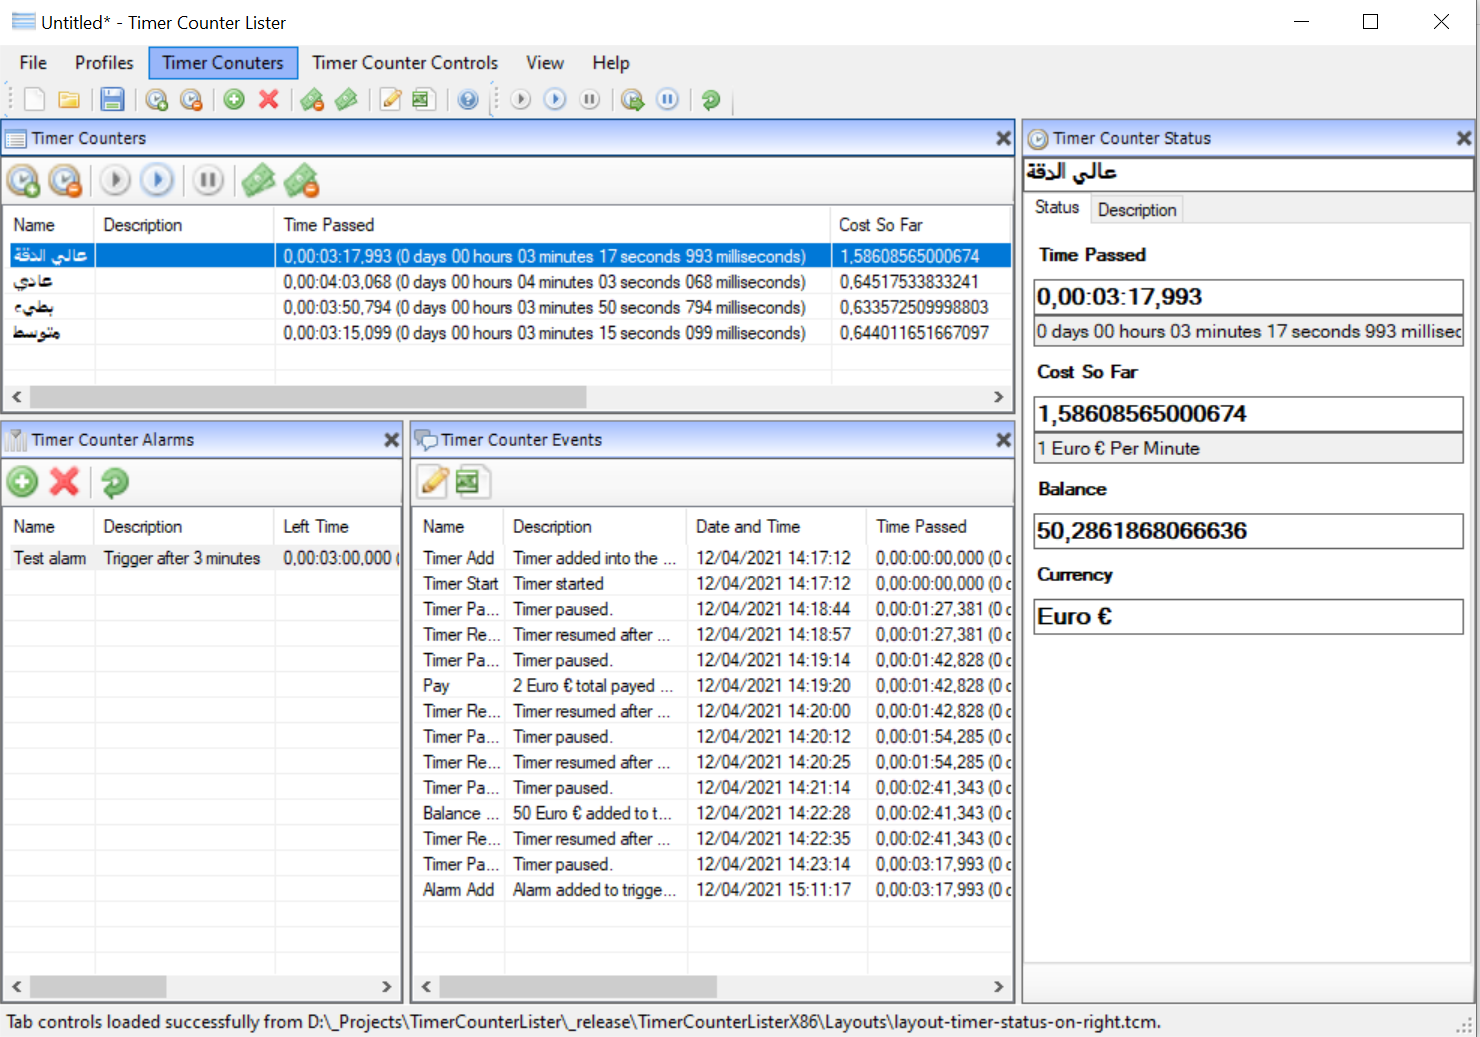 Untitled* - Timer Counter Lister
File Profiles Timer Conuters Timer Counter Controls View Help
Timer Counters
Name Description Time Passed Cost So Far
عالي الدقة 0,00:03:17,993 (0 days 00 hours 03 minutes 17 seconds 993 milliseconds) 1,58608565000674
عادي 0,00:04:03,068 (0 days 00 hours 04 minutes 03 seconds 068 milliseconds) 0,64517533833241
بطيء 0,00:03:50,794 (0 days 00 hours 03 minutes 50 seconds 794 milliseconds) 0,633572509998803
متوسط 0,00:03:15,099 (0 days 00 hours 03 minutes 15 seconds 099 milliseconds) 0,644011651667097
Timer Counter Alarms
Name Description Left Time
Test alarm Trigger after 3 minutes 0,00:03:00,000 (
Timer Counter Events
Name Description Date and Time Time Passed
Timer Add Timer added into the ... 12/04/2021 14:17:12 0,00:00:00,000 (0 d
Timer Start Timer started 12/04/2021 14:17:12 0,00:00:00,000 (0 d
Timer Pa... Timer paused. 12/04/2021 14:18:44 0,00:01:27,381 (0 d
Timer Re... Timer resumed after ... 12/04/2021 14:18:57 0,00:01:27,381 (0 d
Timer Pa... Timer paused. 12/04/2021 14:19:14 0,00:01:42,828 (0 d
Pay 2 Euro € total payed ... 12/04/2021 14:19:20 0,00:01:42,828 (0 d
Timer Re... Timer resumed after ... 12/04/2021 14:20:00 0,00:01:42,828 (0 d
Timer Pa... Timer paused. 12/04/2021 14:20:12 0,00:01:54,285 (0 d
Timer Re... Timer resumed after ... 12/04/2021 14:20:25 0,00:01:54,285 (0 d
Timer Pa... Timer paused. 12/04/2021 14:21:14 0,00:02:41,343 (0 d
Balance ... 50 Euro € added to t... 12/04/2021 14:22:28 0,00:02:41,343 (0 d
Timer Re... Timer resumed after ... 12/04/2021 14:22:35 0,00:02:41,343 (0 d
Timer Pa... Timer paused. 12/04/2021 14:23:14 0,00:03:17,993 (0 d
Alarm Add Alarm added to trigge... 12/04/2021 15:11:17 0,00:03:17,993 (0 d
Timer Counter Status
عالي الدقة
Status Description
Time Passed
0,00:03:17,993
0 days 00 hours 03 minutes 17 seconds 993 millisec
Cost So Far
1,58608565000674
1 Euro € Per Minute
Balance
50,2861868066636
Currency
Euro €
Tab controls loaded successfully from D:\_Projects\TimerCounterLister\_release\TimerCounterListerX86\Layouts\layout-timer-status-on-right.tcm.